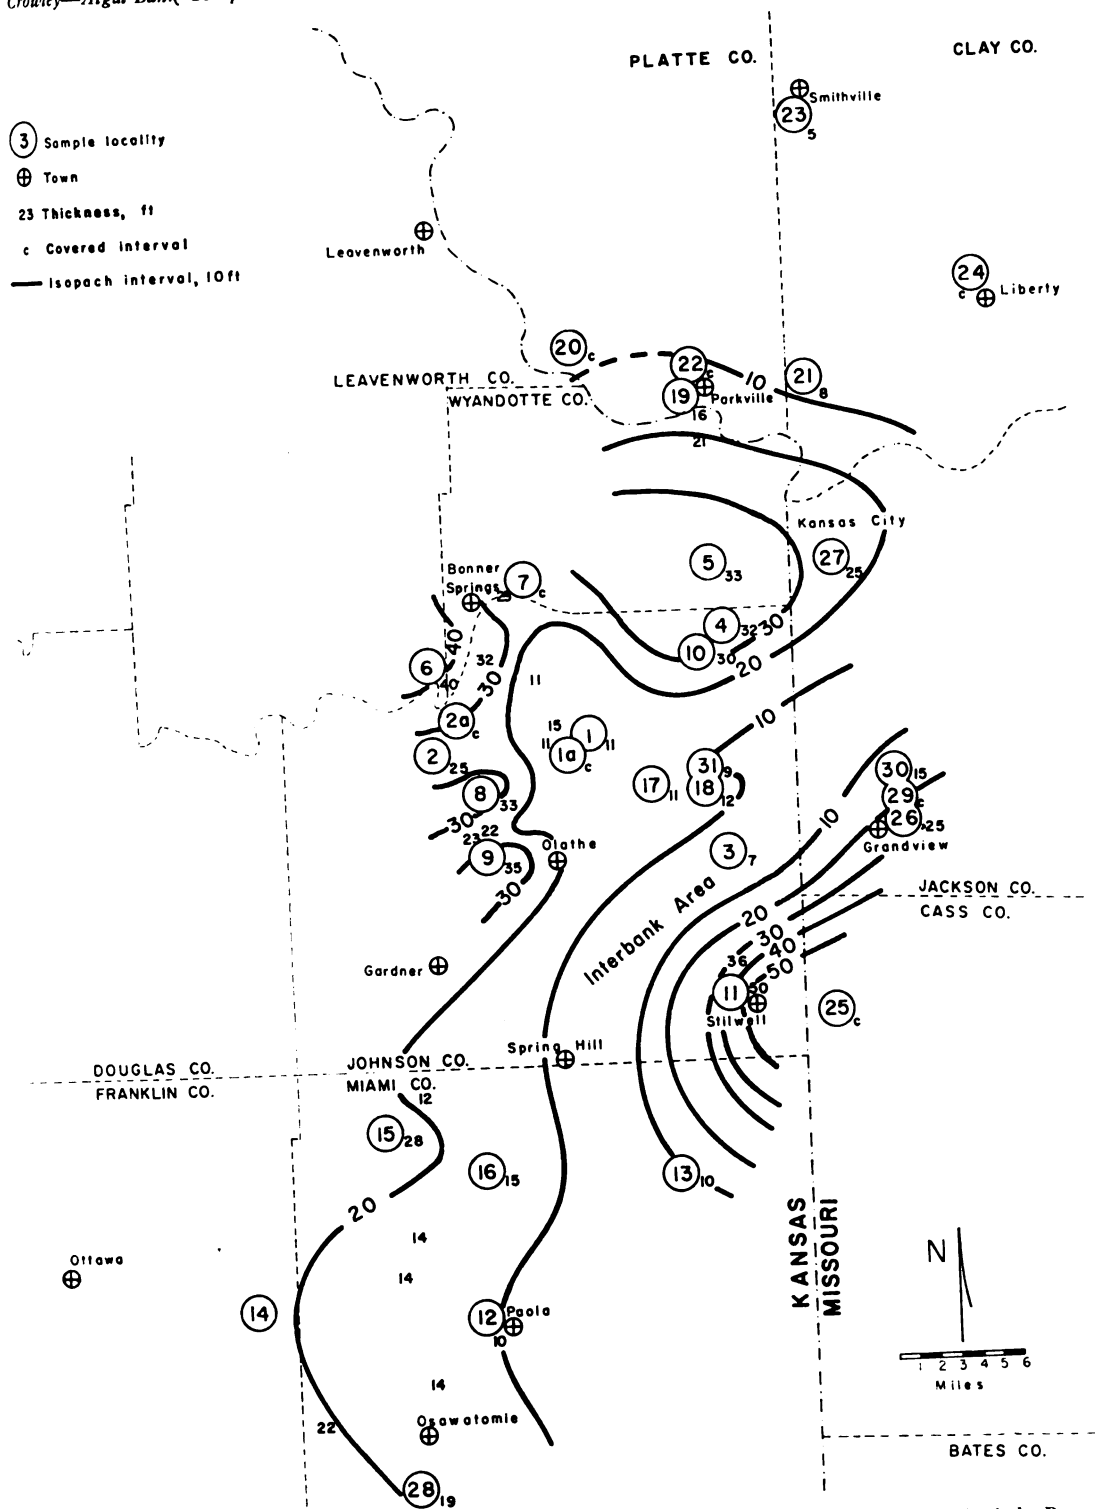 Crowley—Algal Bank
PLATTE CO.
CLAY CO.
Smithville
23
5
3 Sample locality
Town
23 Thickness, ft
c Covered interval
Isopach interval, 10ft
Leavenworth
24
c
Liberty
20
c
22
c
10
21
8
LEAVENWORTH CO.
WYANDOTTE CO.
19
Parkville
16
21
Kansas City
5
33
27
25
Bonner
Springs
7
c
4
32
30
10
30
20
40
6
40
32
30
11
2a
c
10
15
1
11
11
1a
c
2
25
31
9
17
11
18
12
30
15
29
c
26
25
Grandview
8
33
30
23
22
10
Olathe
3
7
9
35
30
JACKSON CO.
CASS CO.
Interbank Area
20
30
40
50
36
Gardner
11
50
Stilwell
25
c
Spring Hill
DOUGLAS CO.
FRANKLIN CO.
JOHNSON CO.
MIAMI CO.
12
15
28
16
15
13
10
20
14
14
KANSAS
MISSOURI
N
Ottawa
14
12
Paola
10
1 2 3 4 5 6
Miles
14
22
Osawatomie
BATES CO.
28
19